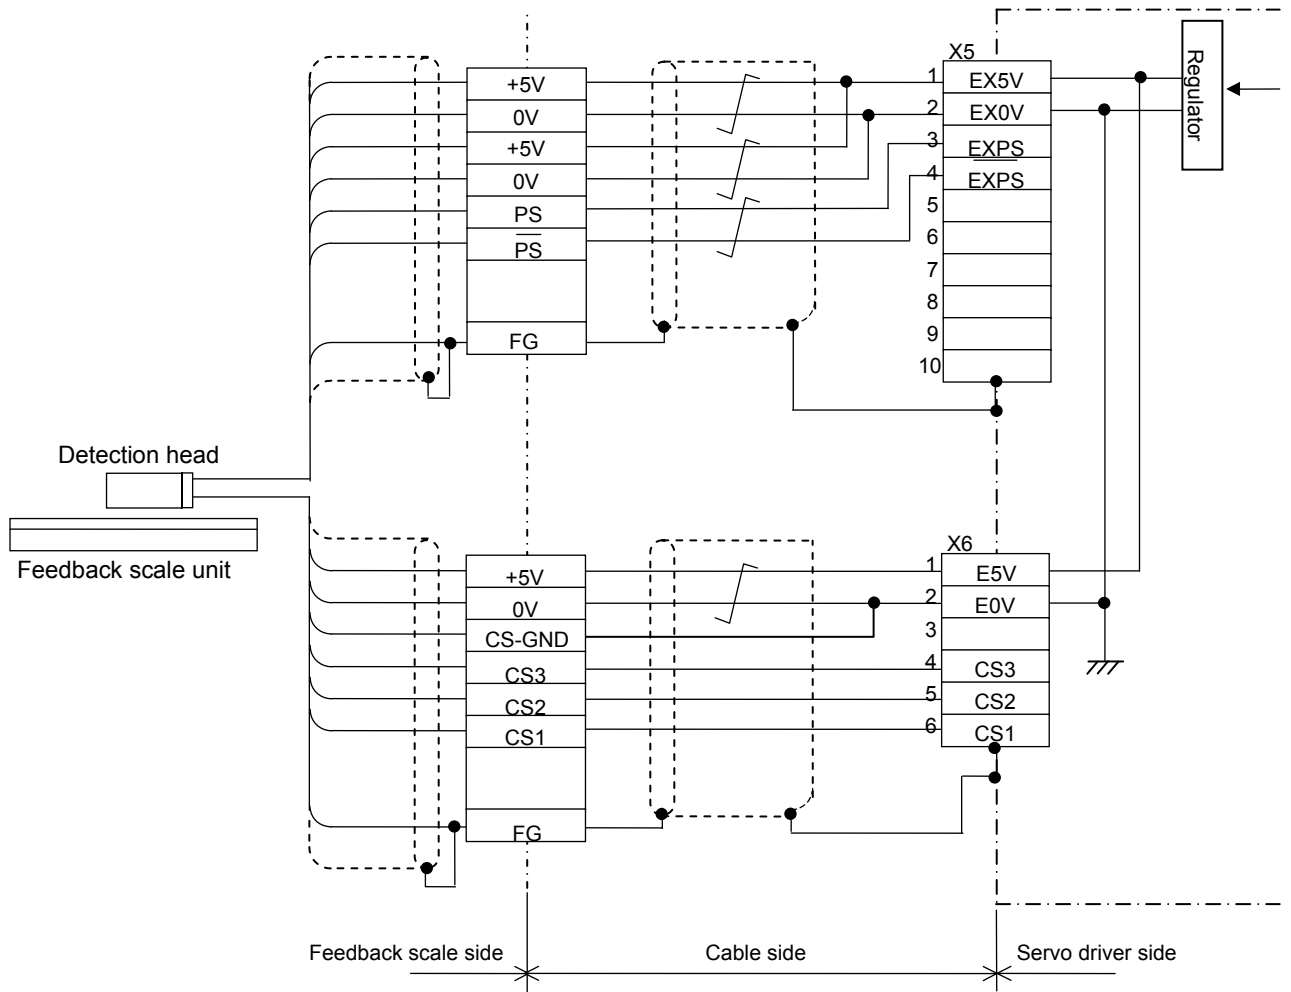 X5
Regulator
+5V
0V
+5V
0V
PS
PS
FG
1 EX5V
2 EX0V
3 EXPS
4 EXPS
5
6
7
8
9
10
Detection head
Feedback scale unit
X6
+5V
0V
CS-GND
CS3
CS2
CS1
FG
1 E5V
2 E0V
3
4 CS3
5 CS2
6 CS1
Feedback scale side
Cable side
Servo driver side